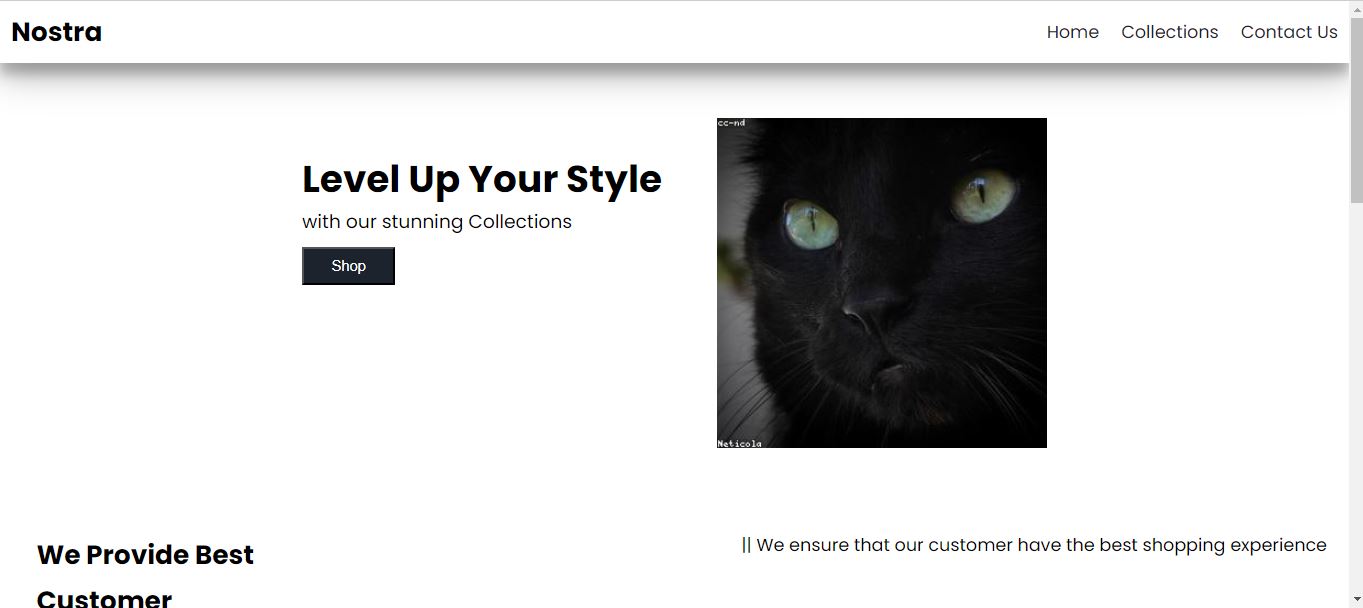 Nostra
Home Collections Contact Us
cc-nd
Level Up Your Style
with our stunning Collections
Shop
Neticola
We Provide Best
Customer
|| We ensure that our customer have the best shopping experience